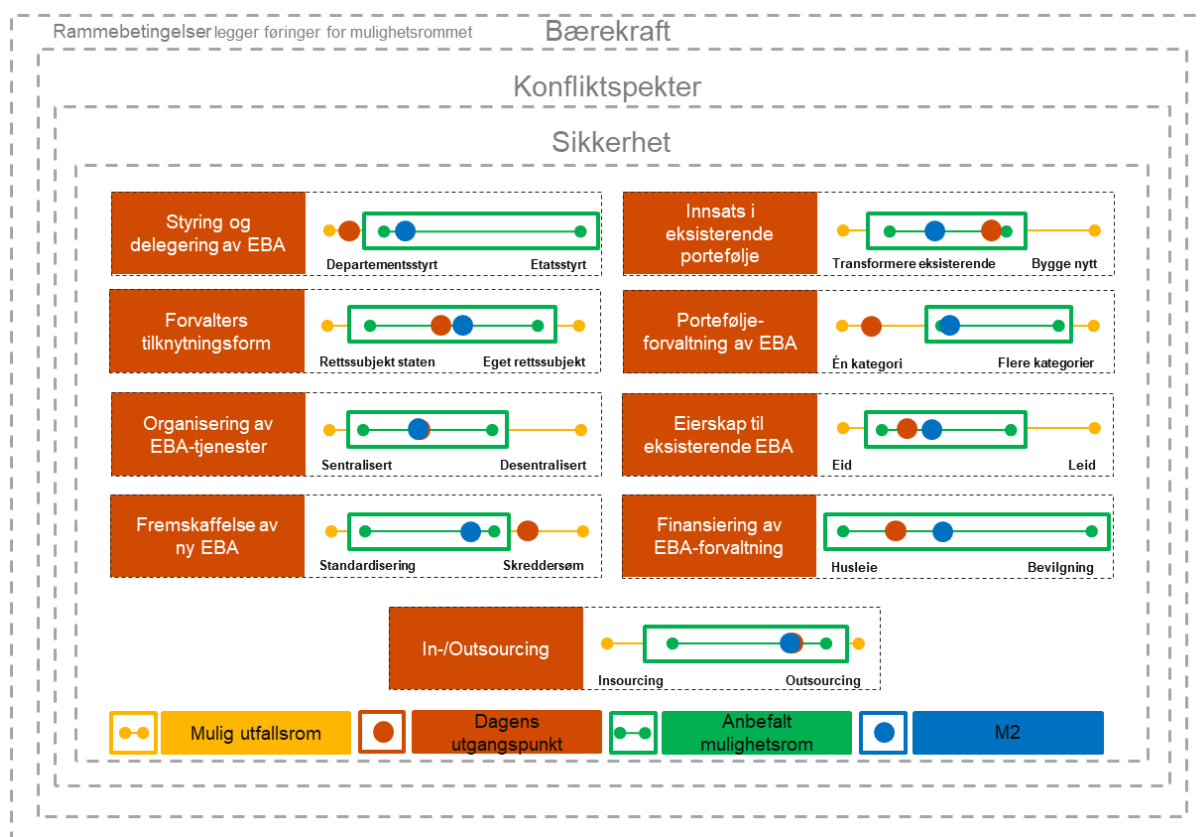 Rammebetingelser legger føringer for mulighetsrommet
Bærekraft
Konfliktspekter
Sikkerhet
Styring og
delegering av EBA
Departementsstyrt
Etatsstyrt
Innsats i
eksisterende
portefølje
Transformere eksisterende
Bygge nytt
Forvalters
tilknytningsform
Rettssubjekt staten
Eget rettssubjekt
Portefølje-
forvaltning av EBA
Én kategori
Flere kategorier
Organisering av
EBA-tjenester
Sentralisert
Desentralisert
Eierskap til
eksisterende EBA
Eid
Leid
Fremskaffelse av
ny EBA
Standardisering
Skreddersøm
Finansiering av
EBA-forvaltning
Husleie
Bevilgning
In-/Outsourcing
Insourcing
Outsourcing
Mulig utfallsrom
Dagens
utgangspunkt
Anbefalt
mulighetsrom
M2